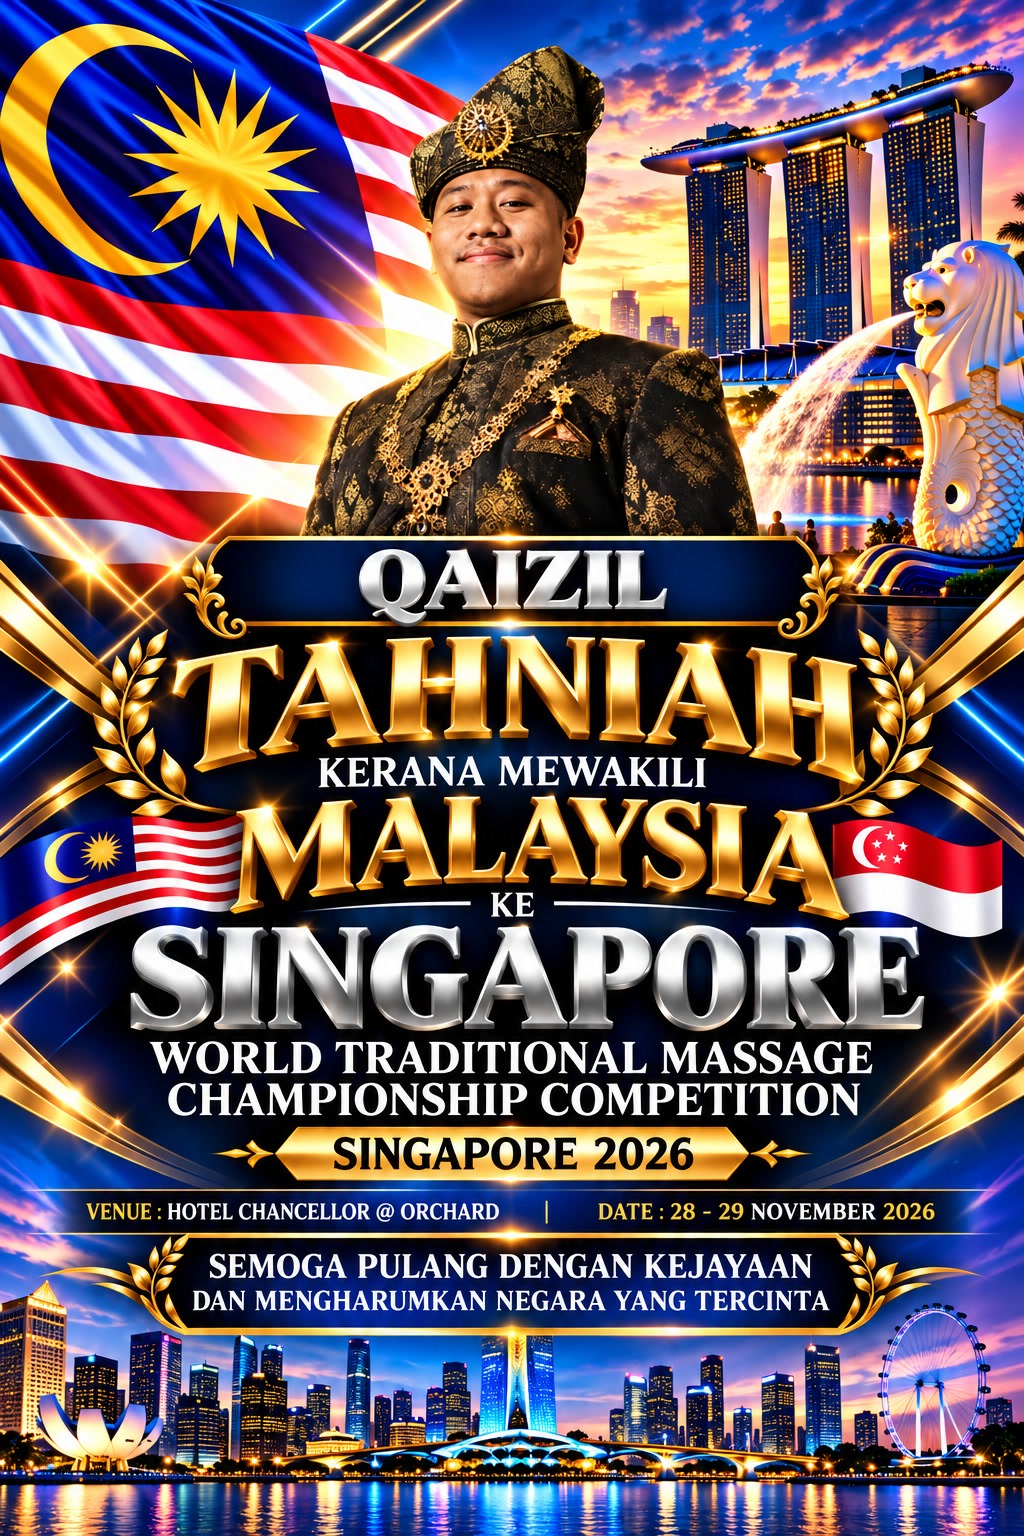 QAIZIL
TAHNIAH
KERANA MEWAKILI
MALAYSIA
KE
SINGAPORE
WORLD TRADITIONAL MASSAGE
CHAMPIONSHIP COMPETITION
SINGAPORE 2026
VENUE : HOTEL CHANCELLOR @ ORCHARD | DATE : 28 - 29 NOVEMBER 2026
SEMOGA PULANG DENGAN KEJAYAAN
DAN MENGHARUMKAN NEGARA YANG TERCINTA